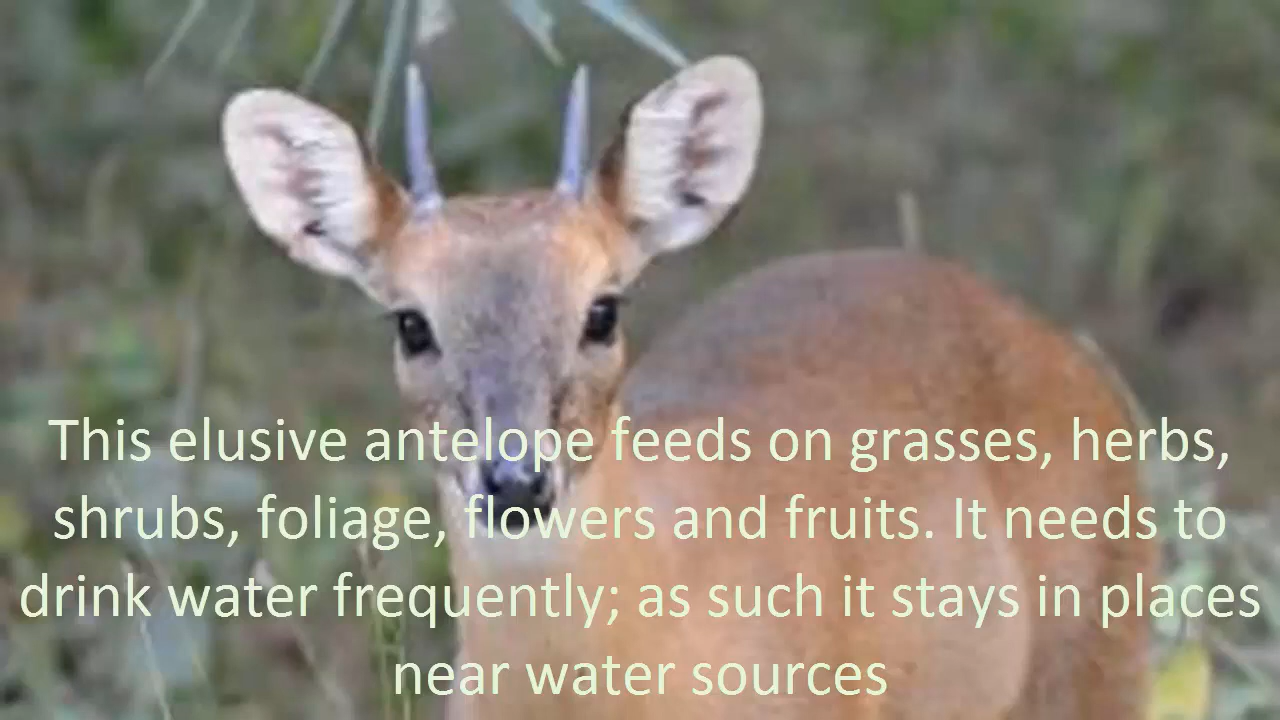 This elusive antelope feeds on grasses, herbs,
shrubs, foliage, flowers and fruits. It needs to
drink water frequently; as such it stays in places
near water sources